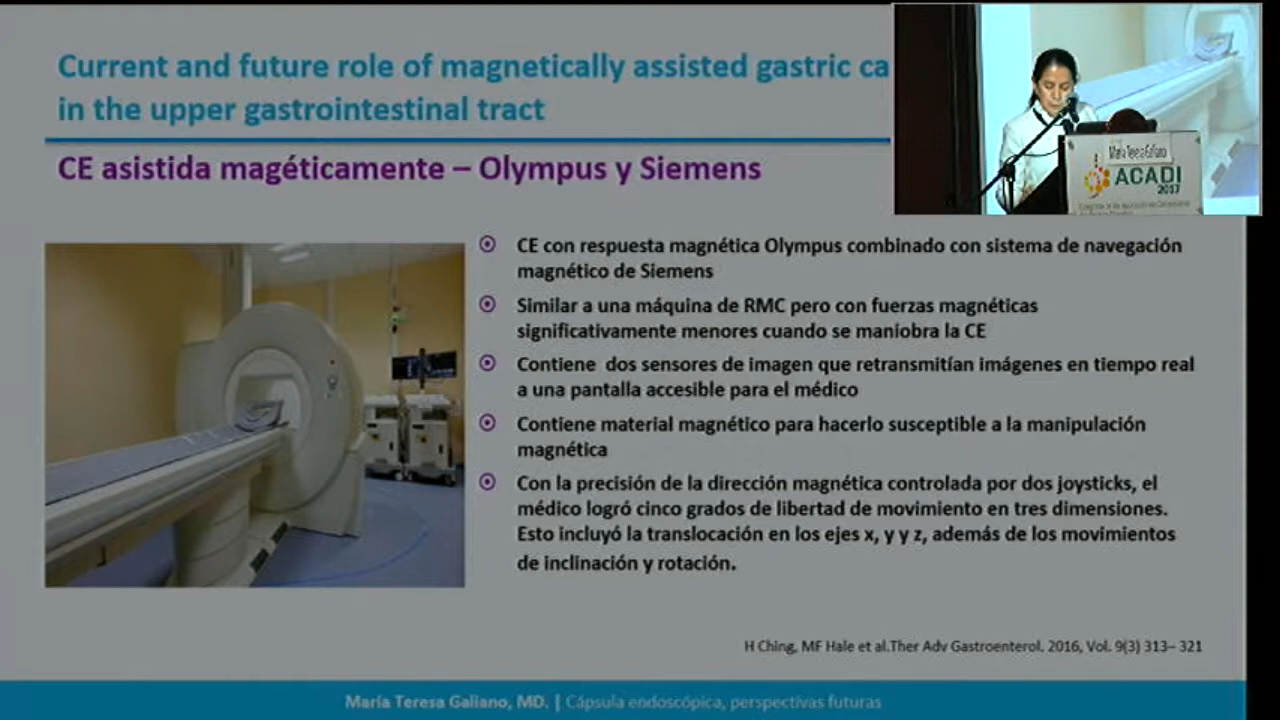 Current and future role of magnetically assisted gastric ca
in the upper gastrointestinal tract
CE asistida magéticamente – Olympus y Siemens
CE con respuesta magnética Olympus combinado con sistema de navegación
magnético de Siemens
Similar a una máquina de RMC pero con fuerzas magnéticas
significativamente menores cuando se maniobra la CE
Contiene dos sensores de imagen que retransmitían imágenes en tiempo real
a una pantalla accesible para el médico
Contiene material magnético para hacerlo susceptible a la manipulación
magnética
Con la precisión de la dirección magnética controlada por dos joysticks, el
médico logró cinco grados de libertad de movimiento en tres dimensiones.
Esto incluyó la translocación en los ejes x, y y z, además de los movimientos
de inclinación y rotación.
H Ching, MF Hale et al.Ther Adv Gastroenterol. 2016, Vol. 9(3) 313– 321
María Teresa Galiano, MD. | Cápsula endoscópica, perspectivas futuras
María Teresa Galiano
ACADI
2017